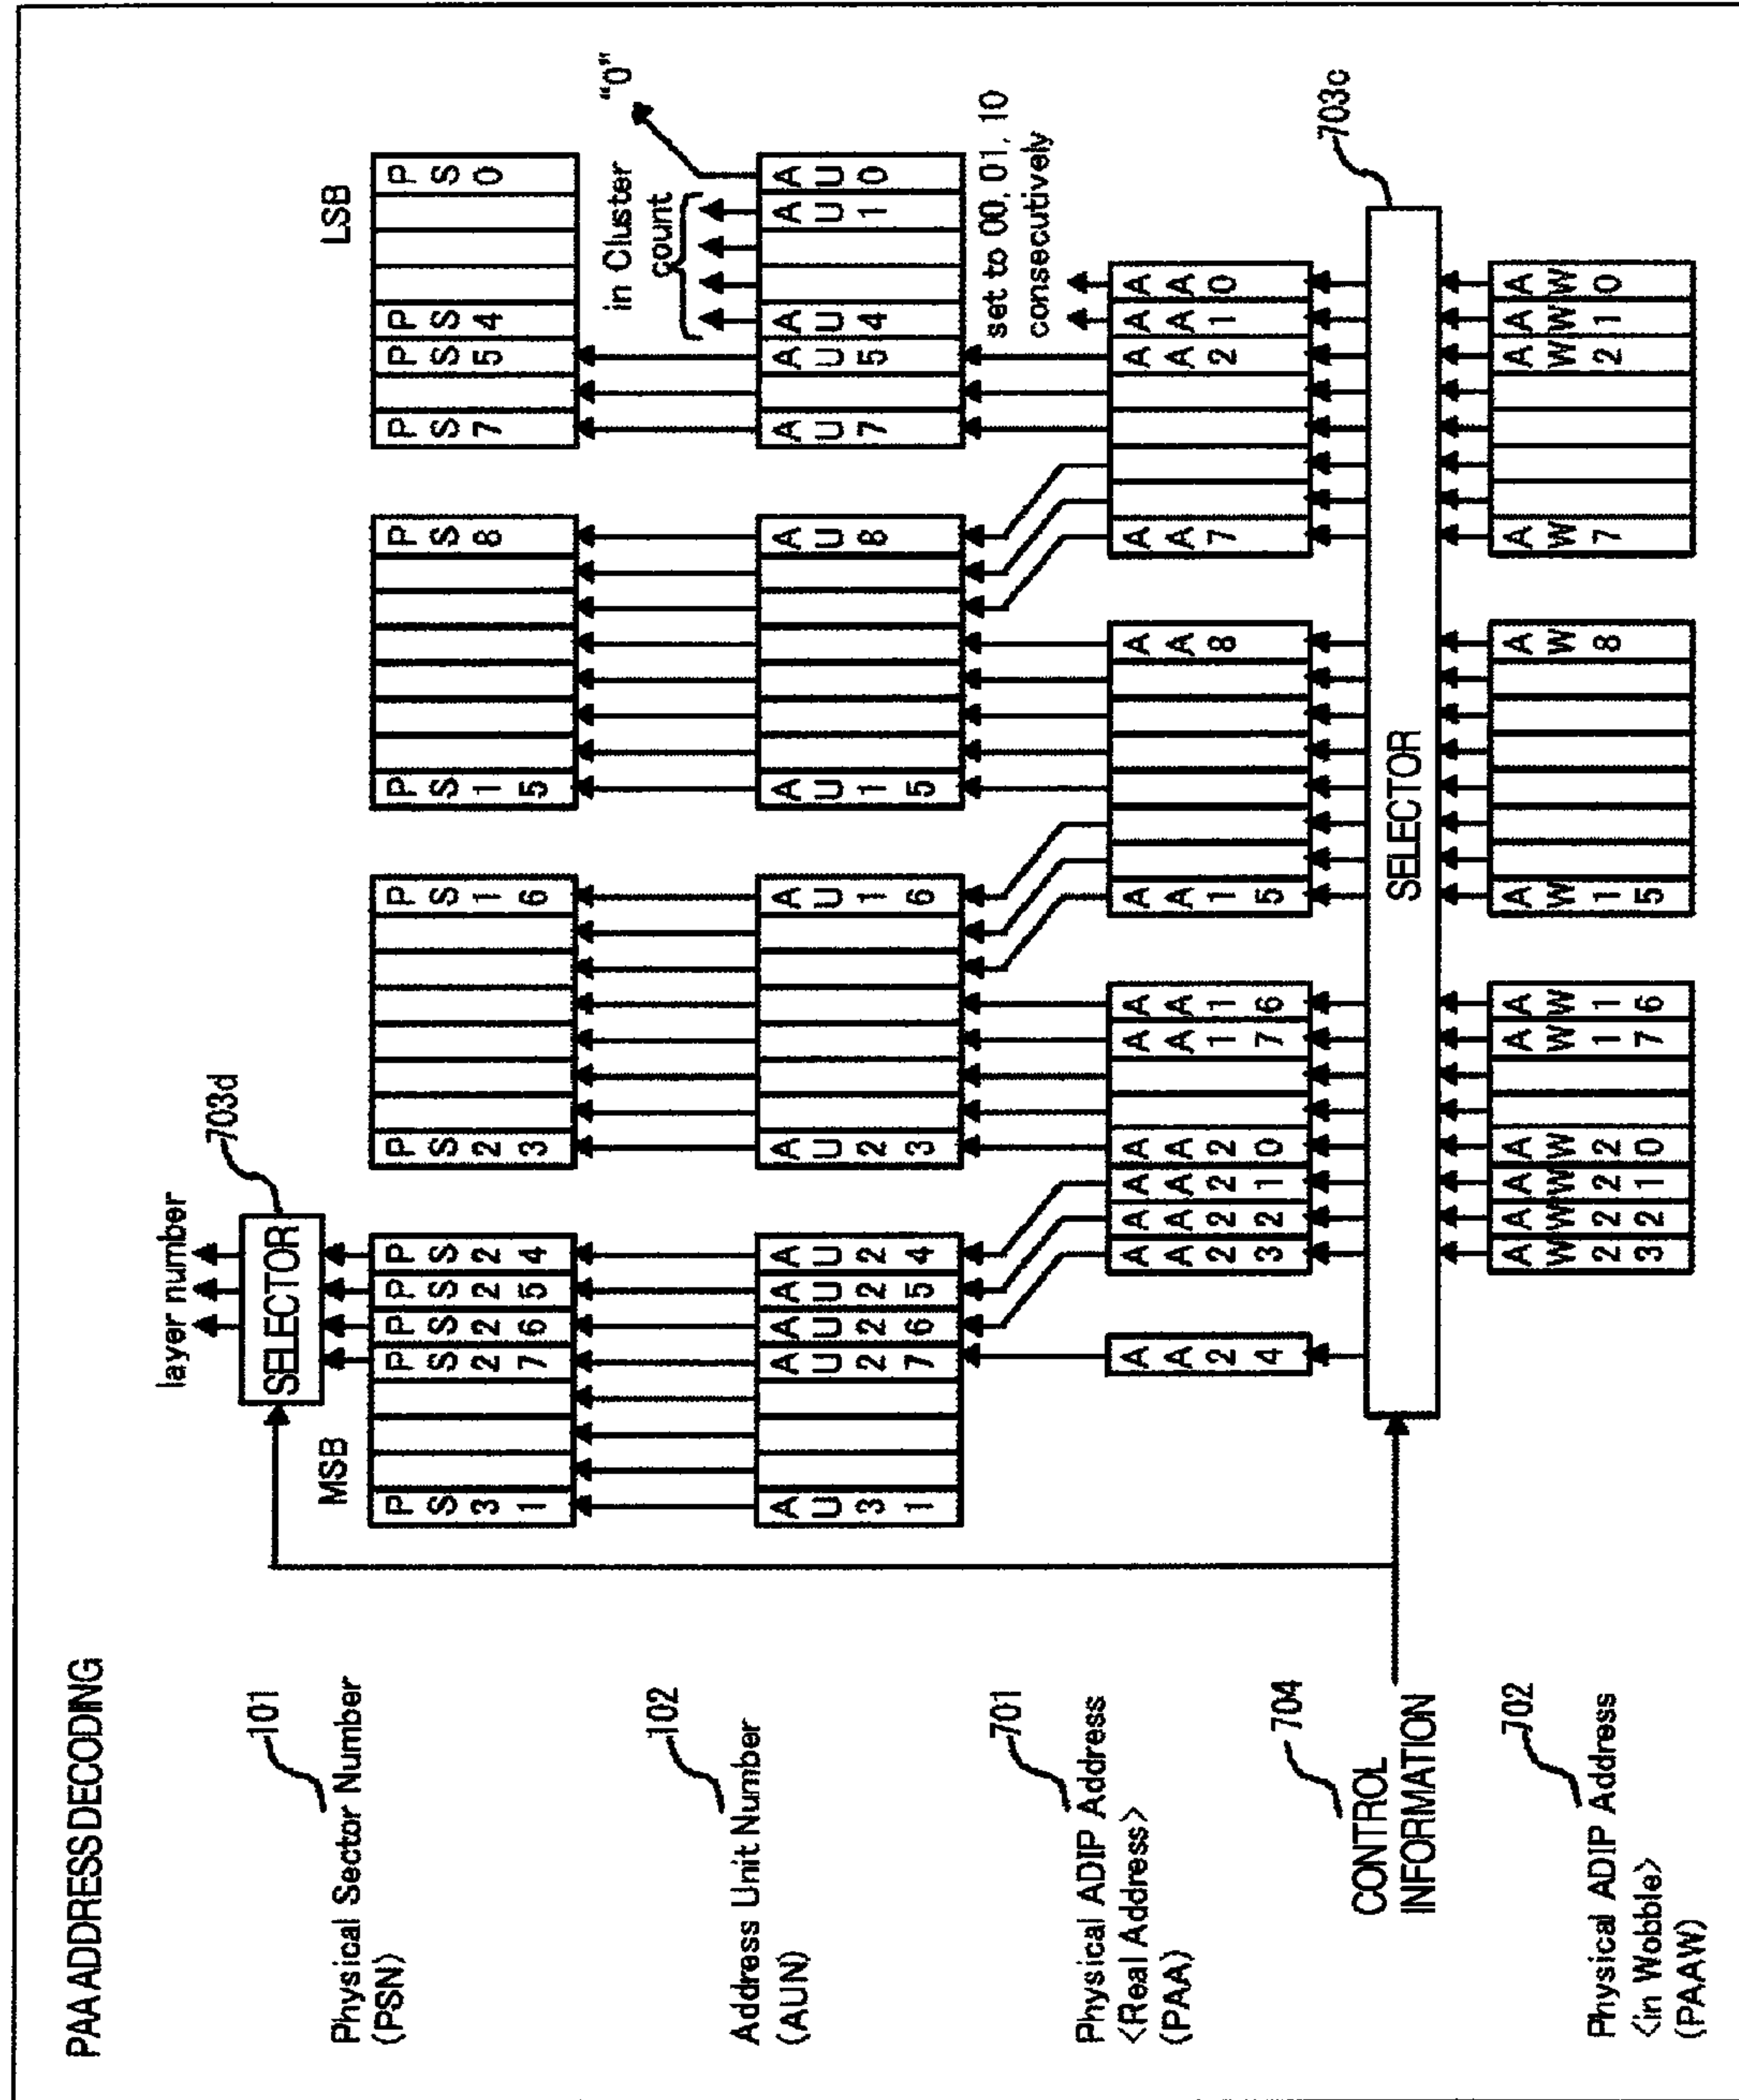 PAA ADDRESS DECODING
layer number
703d
SELECTOR
MSB
LSB
101
Physical Sector Number
(PSN)
PS31 PS27 PS26 PS25 PS24 PS23 PS16 PS15 PS8 PS7 PS5 PS4 PS0
in Cluster
count
"0"
102
Address Unit Number
(AUN)
AU31 AU27 AU26 AU25 AU24 AU23 AU16 AU15 AU8 AU7 AU5 AU4 AU1 AU0
set to 00, 01, 10
consecutively
701
Physical ADIP Address
<Real Address>
(PAA)
AA24 AA23 AA22 AA21 AA20 AA17 AA16 AA15 AA8 AA7 AA2 AA1 AA0
704
CONTROL
INFORMATION
SELECTOR
703c
702
Physical ADIP Address
<in Wobble>
(PAAW)
AW23 AW22 AW21 AW20 AW17 AW16 AW15 AW8 AW7 AW2 AW1 AW0